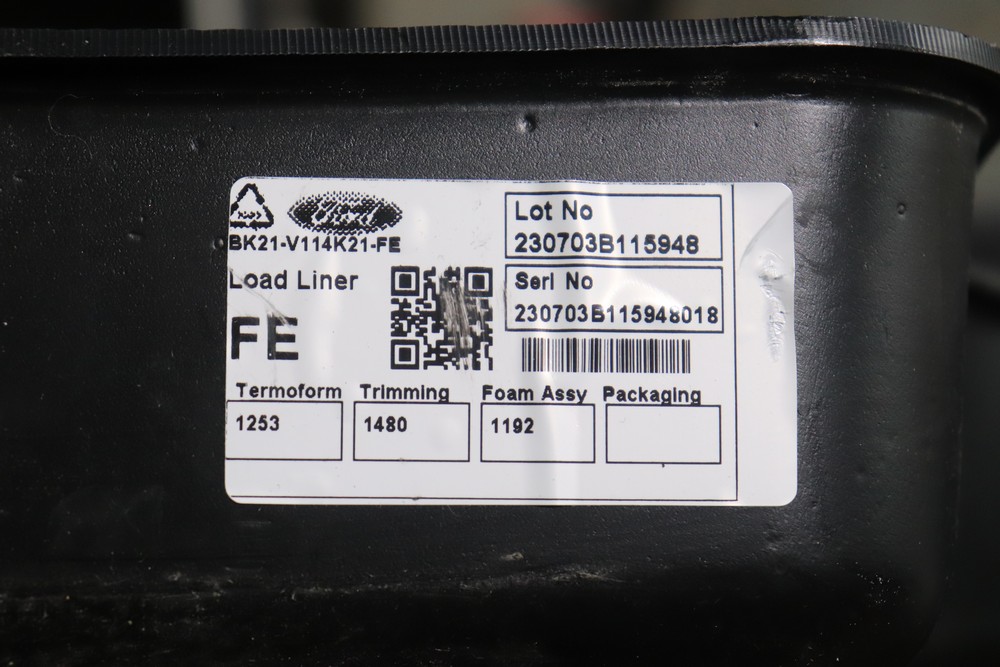 Ford
BK21-V114K21-FE
Load Liner
FE
Lot No
230703B115948
Serl No
230703B115948018
Termoform Trimming Foam Assy Packaging
1253 1480 1192